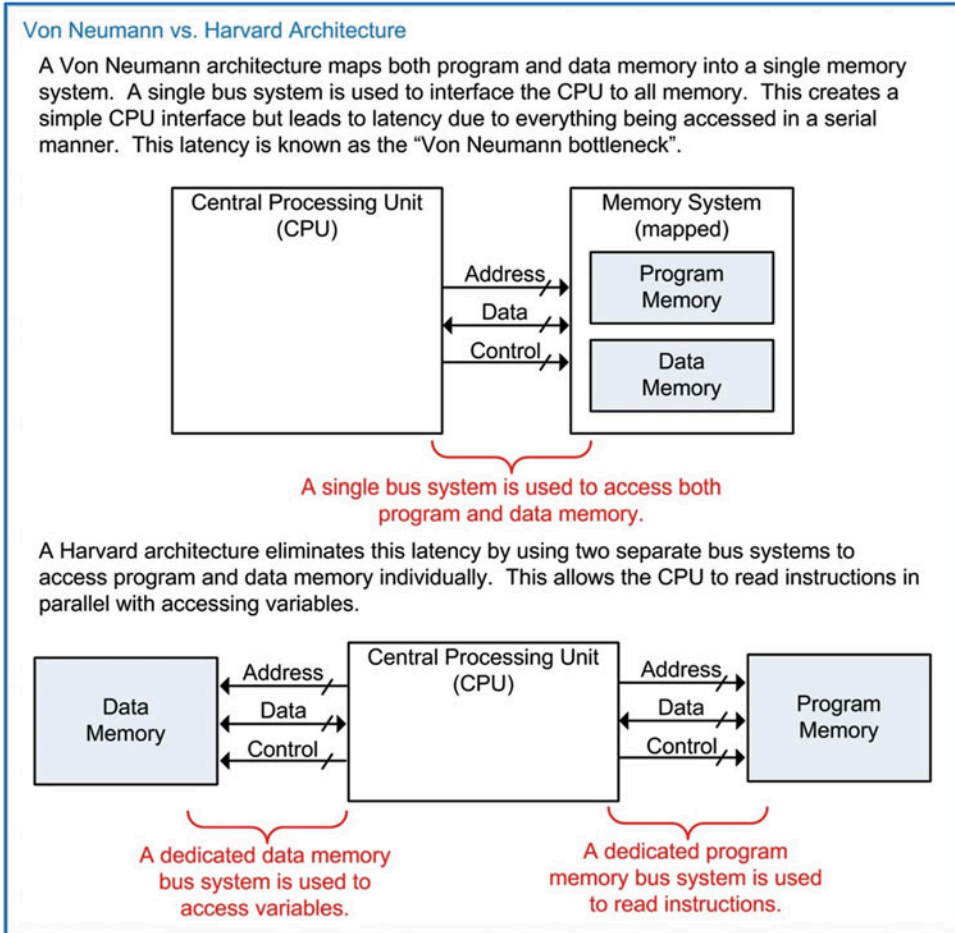 Von Neumann vs. Harvard Architecture
A Von Neumann architecture maps both program and data memory into a single memory
system.  A single bus system is used to interface the CPU to all memory.  This creates a
simple CPU interface but leads to latency due to everything being accessed in a serial
manner.  This latency is known as the “Von Neumann bottleneck”.
Central Processing Unit
(CPU)
Memory System
(mapped)
Address
Data
Control
Program
Memory
Data
Memory
A single bus system is used to access both
program and data memory.
A Harvard architecture eliminates this latency by using two separate bus systems to
access program and data memory individually.  This allows the CPU to read instructions in
parallel with accessing variables.
Data
Memory
Address
Data
Control
Central Processing Unit
(CPU)
Address
Data
Control
Program
Memory
A dedicated data memory
bus system is used to
access variables.
A dedicated program
memory bus system is used
to read instructions.